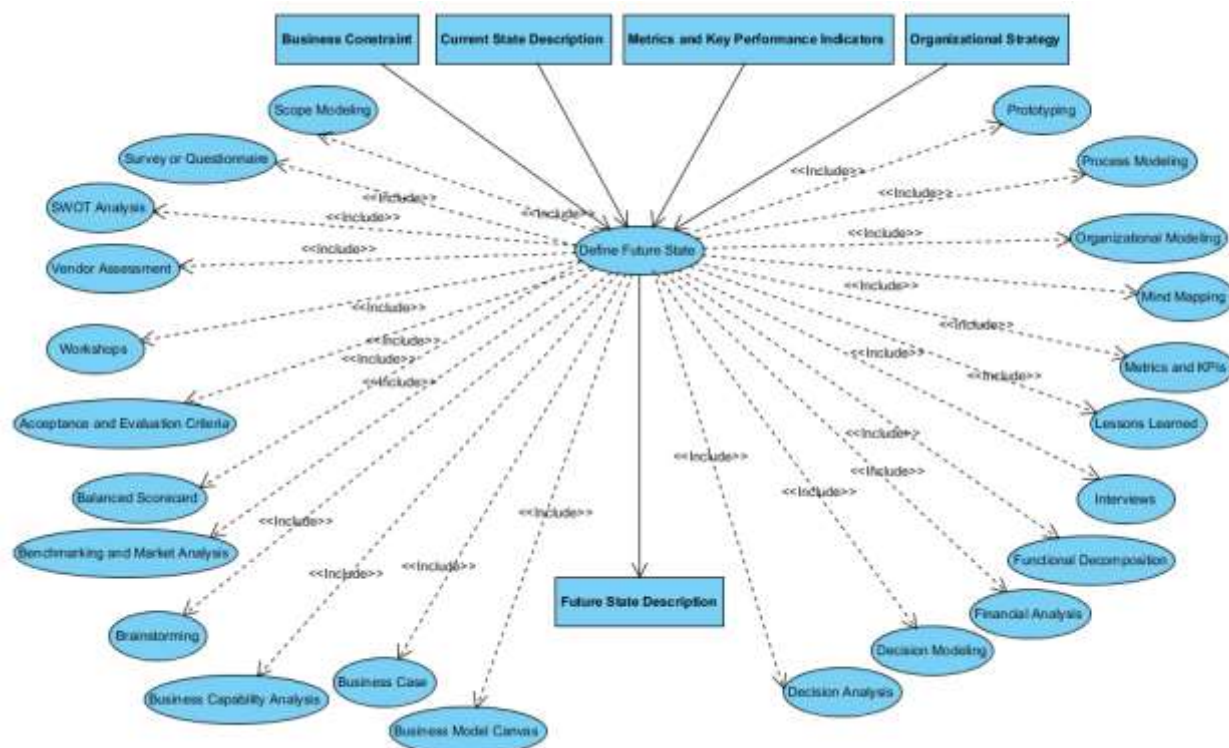 Business Constraint
Current State Description
Metrics and Key Performance Indicators
Organizational Strategy
Scope Modeling
Prototyping
Survey or Questionnaire
Process Modeling
<<Include>>
<<Include>>
<<Include>>
<<Include>>
SWOT Analysis
<<Include>>
<<Include>>
Organizational Modeling
<<Include>>
<<Include>>
Define Future State
Vendor Assessment
<<Include>>
Mind Mapping
<<Include>>
<<Include>>
Workshops
<<Include>>
<<Include>>
<<Include>>
Metrics and KPIs
<<Include>>
<<Include>>
<<Include>>
Acceptance and Evaluation Criteria
Lessons Learned
<<Include>>
<<Include>>
<<Include>>
Balanced Scorecard
<<Include>>
Interviews
<<Include>>
<<Include>>
Benchmarking and Market Analysis
Functional Decomposition
<<Include>>
<<Include>>
Future State Description
Financial Analysis
Brainstorming
Decision Modeling
Business Case
Business Capability Analysis
Decision Analysis
Business Model Canvas